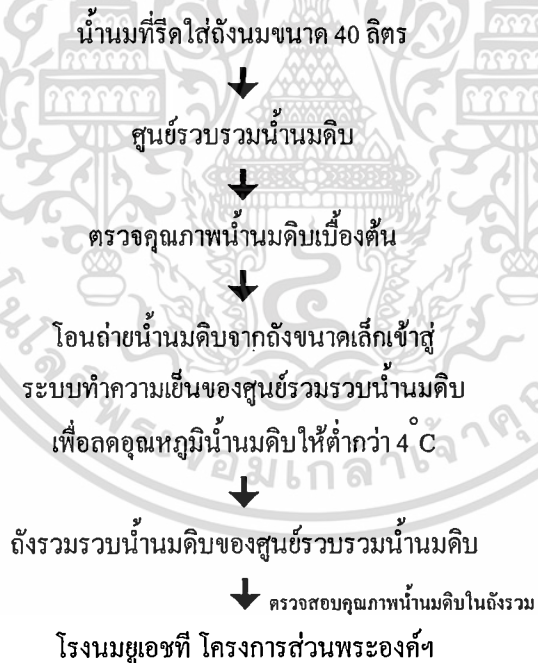 น้ำนมที่รีดใส่ถังนมขนาด 40 ลิตร
ศูนย์รวบรวมน้ำนมดิบ
ตรวจคุณภาพน้ำนมดิบเบื้องต้น
โอนถ่ายน้ำนมดิบจากถังขนาดเล็กเข้าสู่
ระบบทำความเย็นของศูนย์รวมรวบน้ำนมดิบ
เพื่อลดอุณหภูมิน้ำนมดิบให้ต่ำกว่า 4°C
ถังรวมรวบน้ำนมดิบของศูนย์รวบรวมน้ำนมดิบ
ตรวจสอบคุณภาพน้ำนมดิบในถังรวม
โรงนมยูเอชที โครงการส่วนพระองค์ฯ